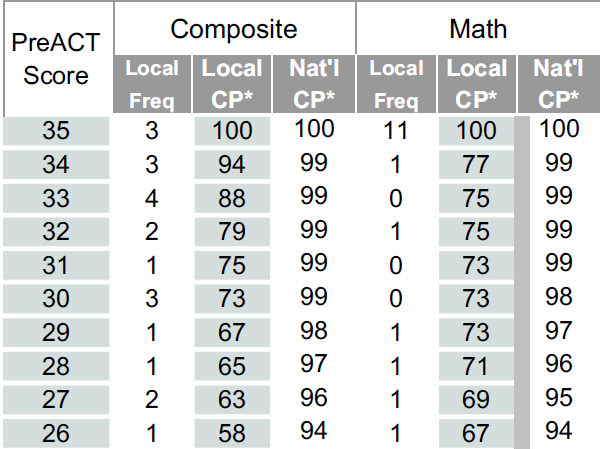 PreACT Score Composite Math
Local Freq Local CP* Nat'l CP* Local Freq Local CP* Nat'l CP*
35 3 100 100 11 100 100
34 3 94 99 1 77 99
33 4 88 99 0 75 99
32 2 79 99 1 75 99
31 1 75 99 0 73 99
30 3 73 99 0 73 98
29 1 67 98 1 73 97
28 1 65 97 1 71 96
27 2 63 96 1 69 95
26 1 58 94 1 67 94